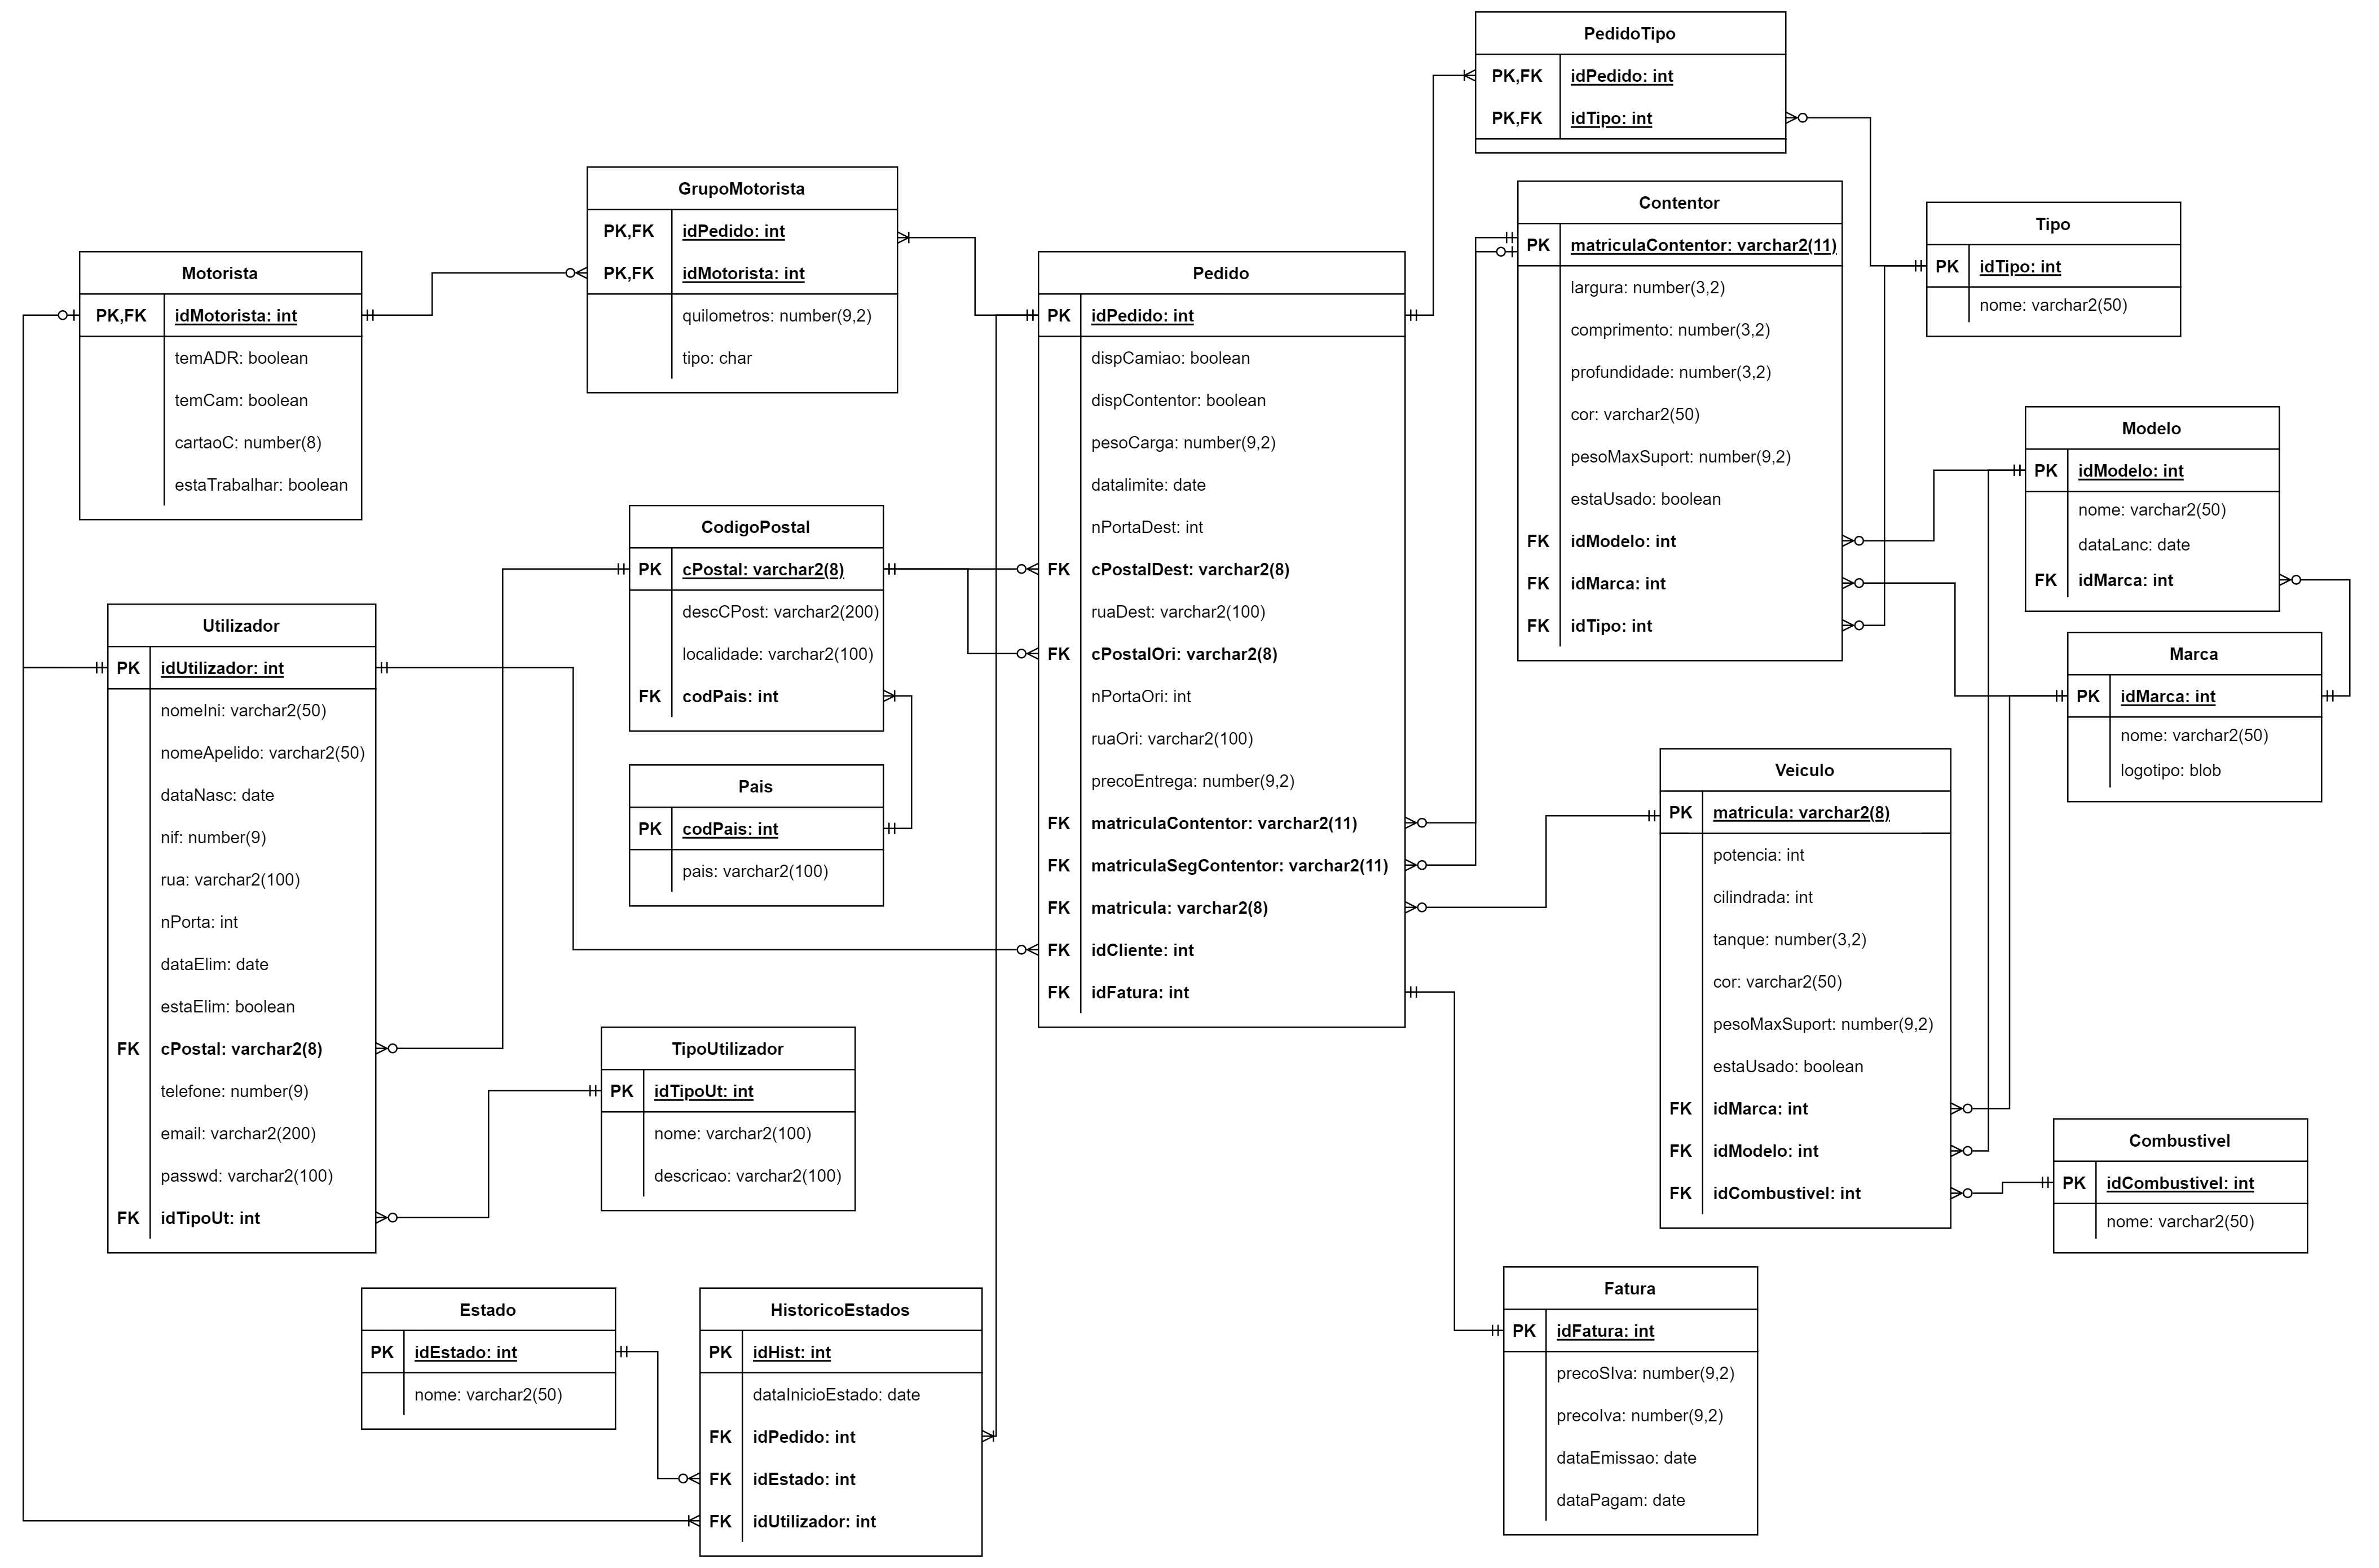 PedidoTipo
PK,FK idPedido: int
PK,FK idTipo: int
GrupoMotorista
PK,FK idPedido: int
PK,FK idMotorista: int
quilometros: number(9,2)
tipo: char
Contentor
PK matriculaContentor: varchar2(11)
largura: number(3,2)
comprimento: number(3,2)
profundidade: number(3,2)
cor: varchar2(50)
pesoMaxSuport: number(9,2)
estaUsado: boolean
FK idModelo: int
FK idMarca: int
FK idTipo: int
Tipo
PK idTipo: int
nome: varchar2(50)
Motorista
PK,FK idMotorista: int
temADR: boolean
temCam: boolean
cartaoC: number(8)
estaTrabalhar: boolean
Pedido
PK idPedido: int
dispCamiao: boolean
dispContentor: boolean
pesoCarga: number(9,2)
datalimite: date
nPortaDest: int
FK cPostalDest: varchar2(8)
ruaDest: varchar2(100)
FK cPostalOri: varchar2(8)
nPortaOri: int
ruaOri: varchar2(100)
precoEntrega: number(9,2)
FK matriculaContentor: varchar2(11)
FK matriculaSegContentor: varchar2(11)
FK matricula: varchar2(8)
FK idCliente: int
FK idFatura: int
Modelo
PK idModelo: int
nome: varchar2(50)
dataLanc: date
FK idMarca: int
CodigoPostal
PK cPostal: varchar2(8)
descCPost: varchar2(200)
localidade: varchar2(100)
FK codPais: int
Utilizador
PK idUtilizador: int
nomeIni: varchar2(50)
nomeApelido: varchar2(50)
dataNasc: date
nif: number(9)
rua: varchar2(100)
nPorta: int
dataElim: date
estaElim: boolean
FK cPostal: varchar2(8)
telefone: number(9)
email: varchar2(200)
passwd: varchar2(100)
FK idTipoUt: int
Marca
PK idMarca: int
nome: varchar2(50)
logotipo: blob
Pais
PK codPais: int
pais: varchar2(100)
Veiculo
PK matricula: varchar2(8)
potencia: int
cilindrada: int
tanque: number(3,2)
cor: varchar2(50)
pesoMaxSuport: number(9,2)
estaUsado: boolean
FK idMarca: int
FK idModelo: int
FK idCombustivel: int
TipoUtilizador
PK idTipoUt: int
nome: varchar2(100)
descricao: varchar2(100)
Combustivel
PK idCombustivel: int
nome: varchar2(50)
Estado
PK idEstado: int
nome: varchar2(50)
HistoricoEstados
PK idHist: int
dataInicioEstado: date
FK idPedido: int
FK idEstado: int
FK idUtilizador: int
Fatura
PK idFatura: int
precoSIva: number(9,2)
precoIva: number(9,2)
dataEmissao: date
dataPagam: date